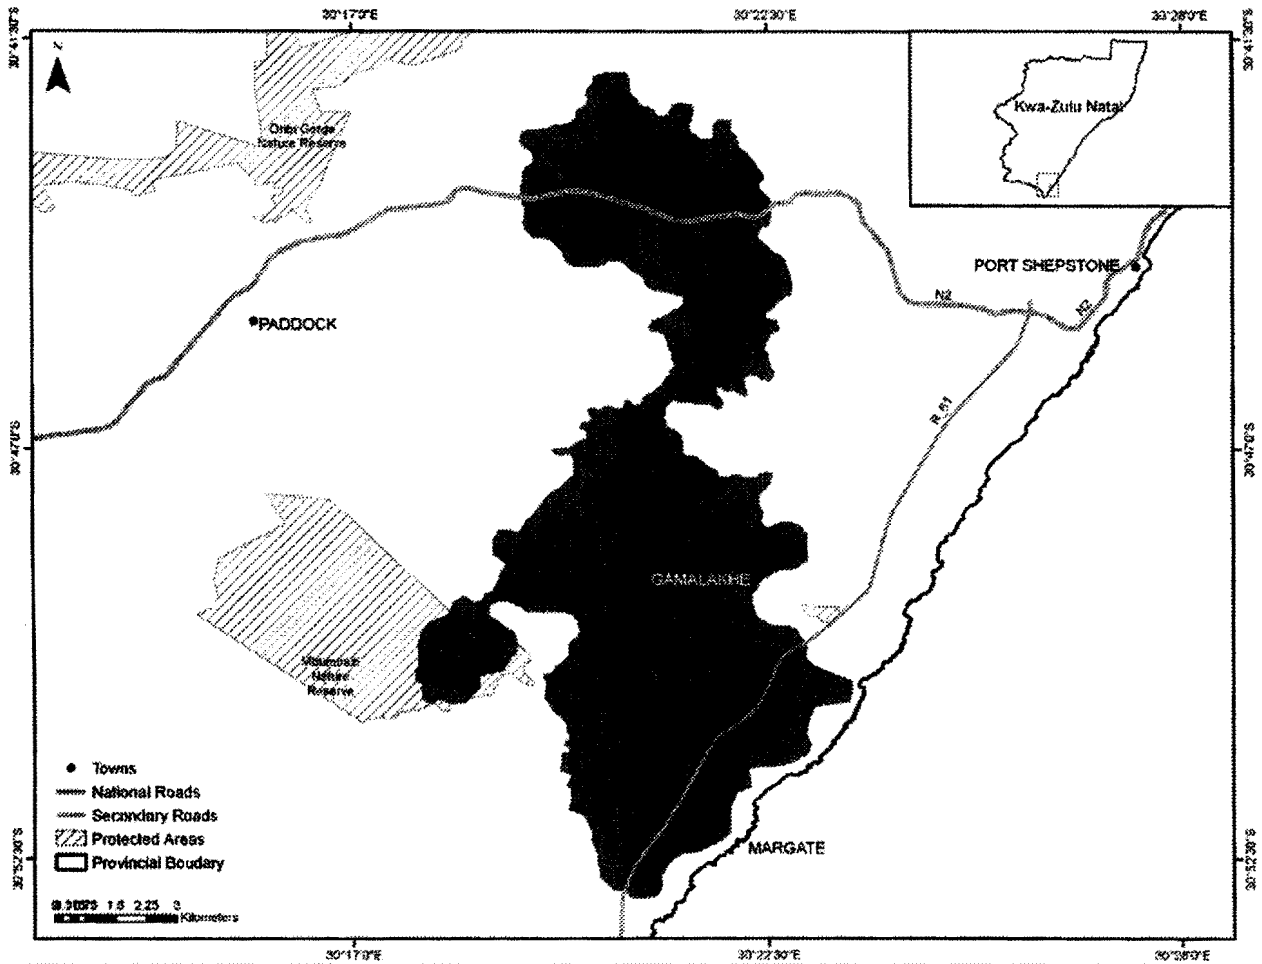 30°17'0"E
30°22'30"E
30°28'0"E
30°41'30"S
30°41'30"S
N
Kwa-Zulu Natal
Nature Reserve
PORT SHEPSTONE
N2
N2
PADDOCK
R 61
30°47'0"S
30°47'0"S
GAMALAKHE
Nature
Reserve
Towns
National Roads
Secondary Roads
Protected Areas
Provincial Boudary
MARGATE
30°52'30"S
30°52'30"S
2.25 3
Kilometers
30°17'0"E
30°22'30"E
30°28'0"E